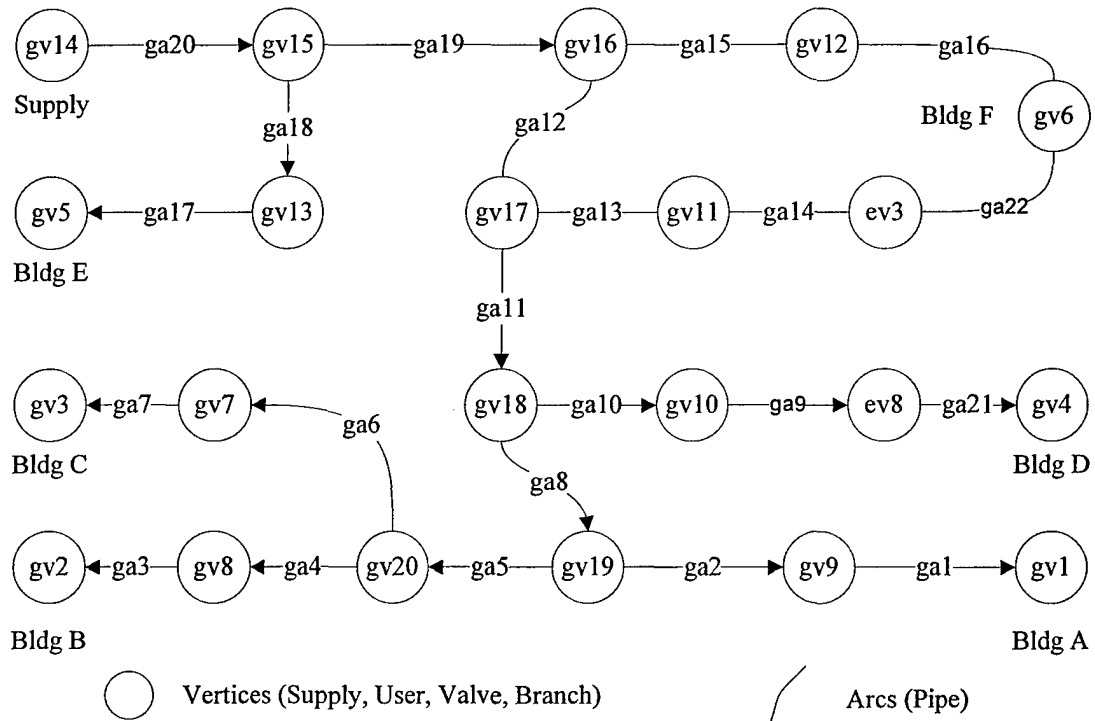 gv14 ga20 gv15 ga19 gv16 ga15 gv12 ga16
Supply
Bldg F gv6
ga18
ga12
gv5 ga17 gv13 gv17 ga13 gv11 ga14 ev3 ga22
Bldg E
ga11
gv3 ga7 gv7 gv18 ga10 gv10 ga9 ev8 ga21 gv4
ga6
Bldg C Bldg D
ga8
gv2 ga3 gv8 ga4 gv20 ga5 gv19 ga2 gv9 ga1 gv1
Bldg B Bldg A
Vertices (Supply, User, Valve, Branch) Arcs (Pipe)